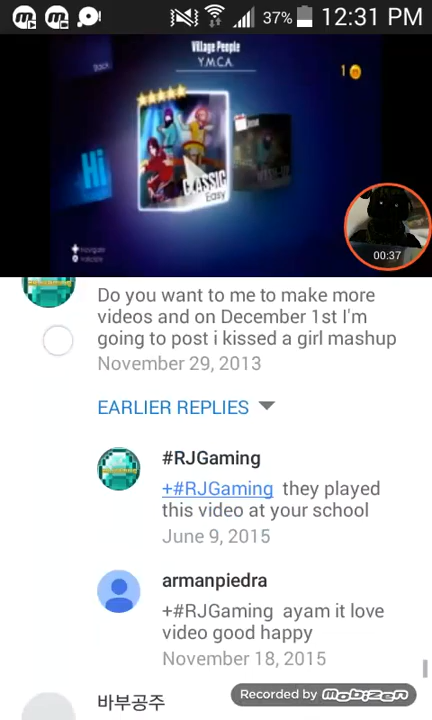 37% 12:31 PM
Village People
Y.M.C.A.
back
1
Hi
CLASSIC
Easy
00:37
Do you want to me to make more
videos and on December 1st I'm
going to post i kissed a girl mashup
November 29, 2013
EARLIER REPLIES
#RJGaming
+#RJGaming they played
this video at your school
June 9, 2015
armanpiedra
+#RJGaming ayam it love
video good happy
November 18, 2015
바부공주
Recorded by mobizen